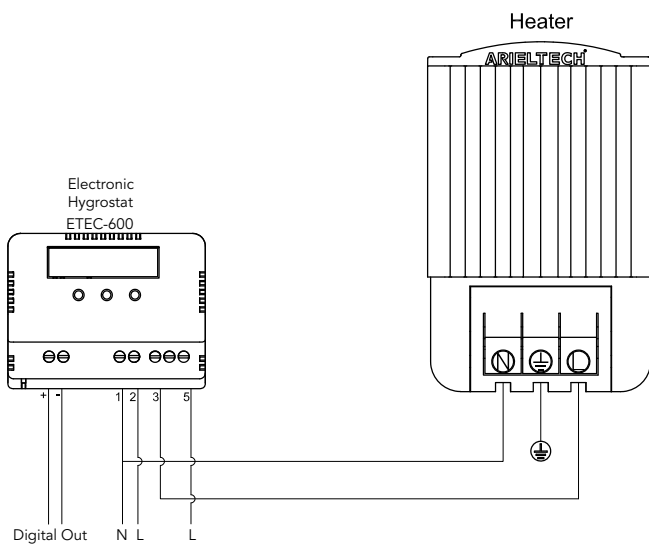 Heater
ARIELTECH®
Electronic
Hygrostat
ETEC-600
N L
H
+ - 1 2 3 5
Digital Out N L L